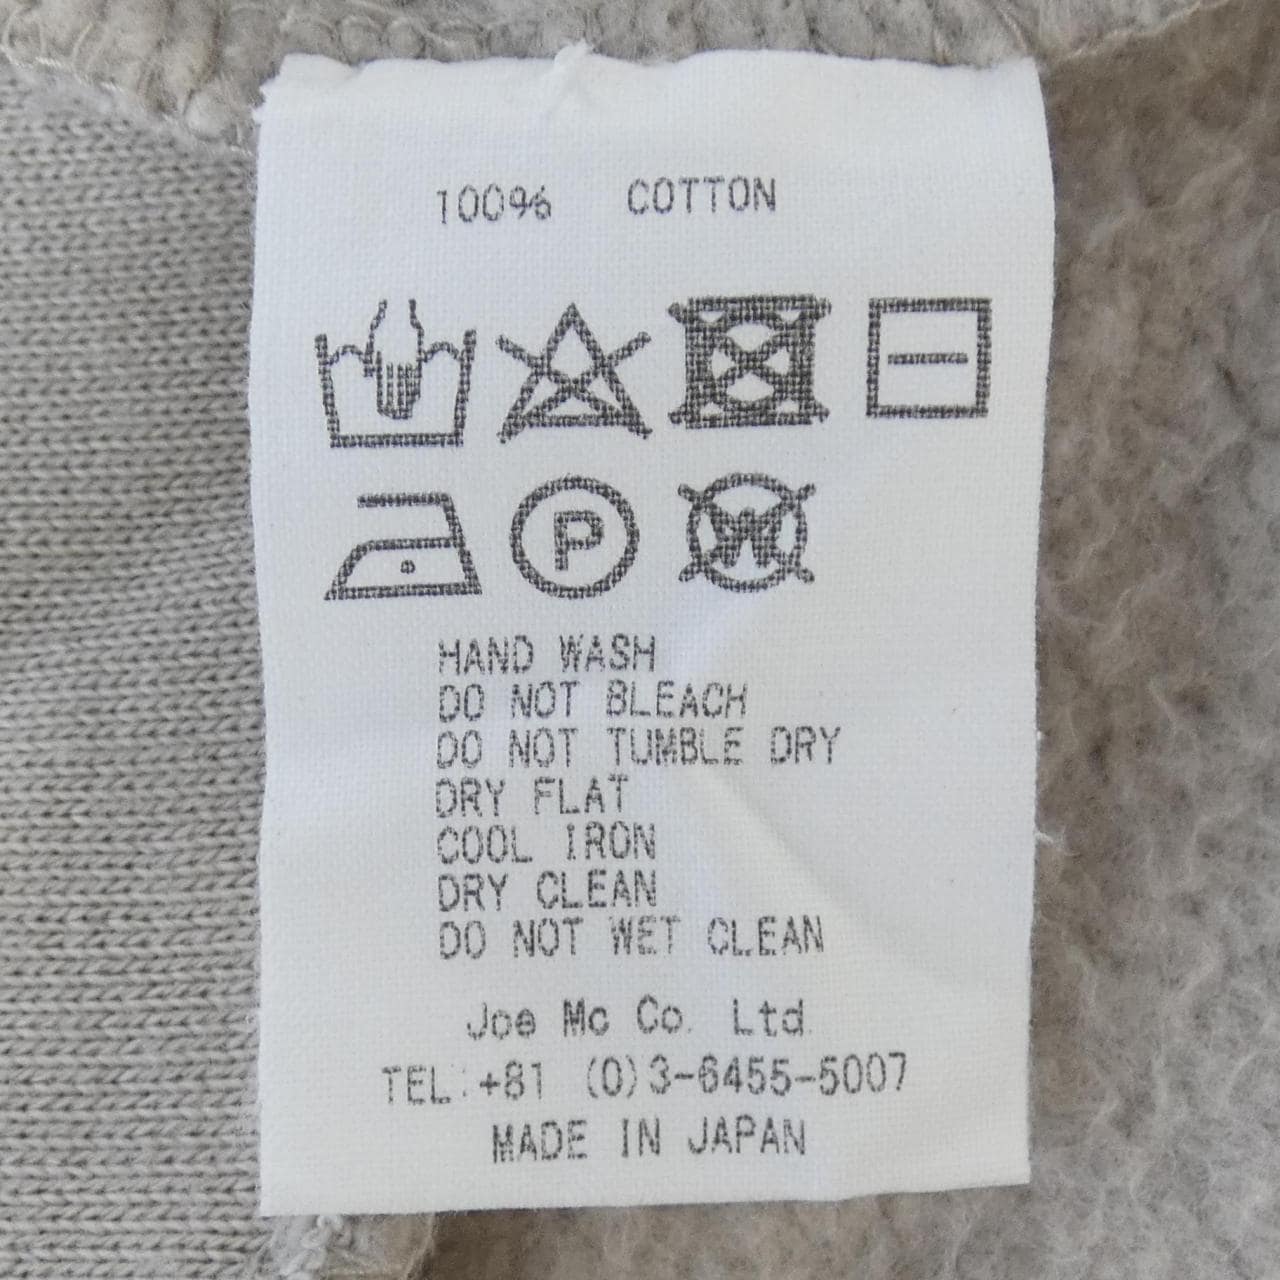 100% COTTON
P
W
HAND WASH
DO NOT BLEACH
DO NOT TUMBLE DRY
DRY FLAT
COOL IRON
DRY CLEAN
DO NOT WET CLEAN
Joe Mc Co. Ltd.
TEL:+81 (0)3-6455-5007
MADE IN JAPAN